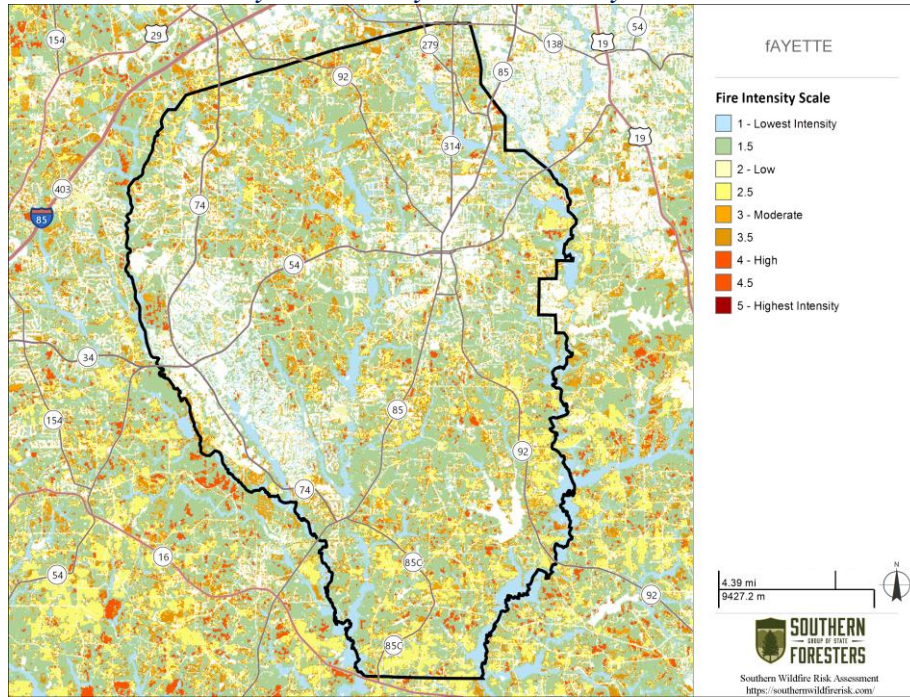 fAYETTE
Fire Intensity Scale
1 - Lowest Intensity
1.5
2 - Low
2.5
3 - Moderate
3.5
4 - High
4.5
5 - Highest Intensity
154
29
279
138
19
54
92
85
314
19
403
85
74
54
34
154
85
92
74
16
54
85C
92
85C
4.39 mi
9427.2 m
N
SOUTHERN
GROUP OF STATE
FORESTERS
Southern Wildfire Risk Assessment
https://southernwildfirerisk.com/